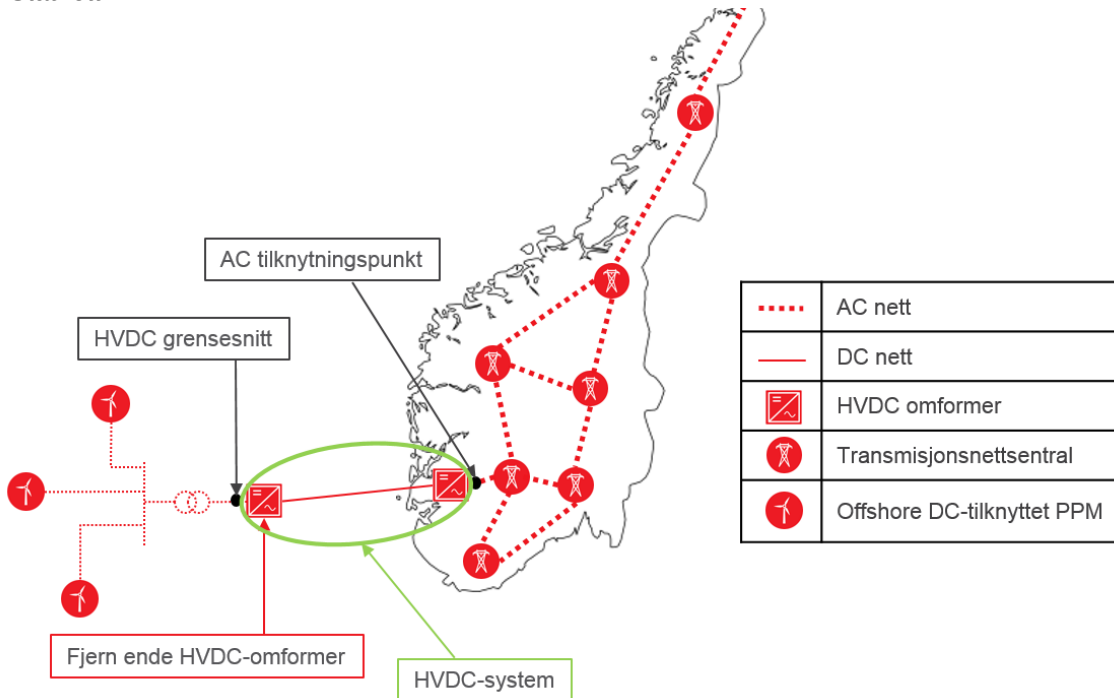 AC tilknytningspunkt
HVDC grensesnitt
Fjern ende HVDC-omformer
HVDC-system
AC nett
DC nett
HVDC omformer
Transmisjonsnettsentral
Offshore DC-tilknyttet PPM